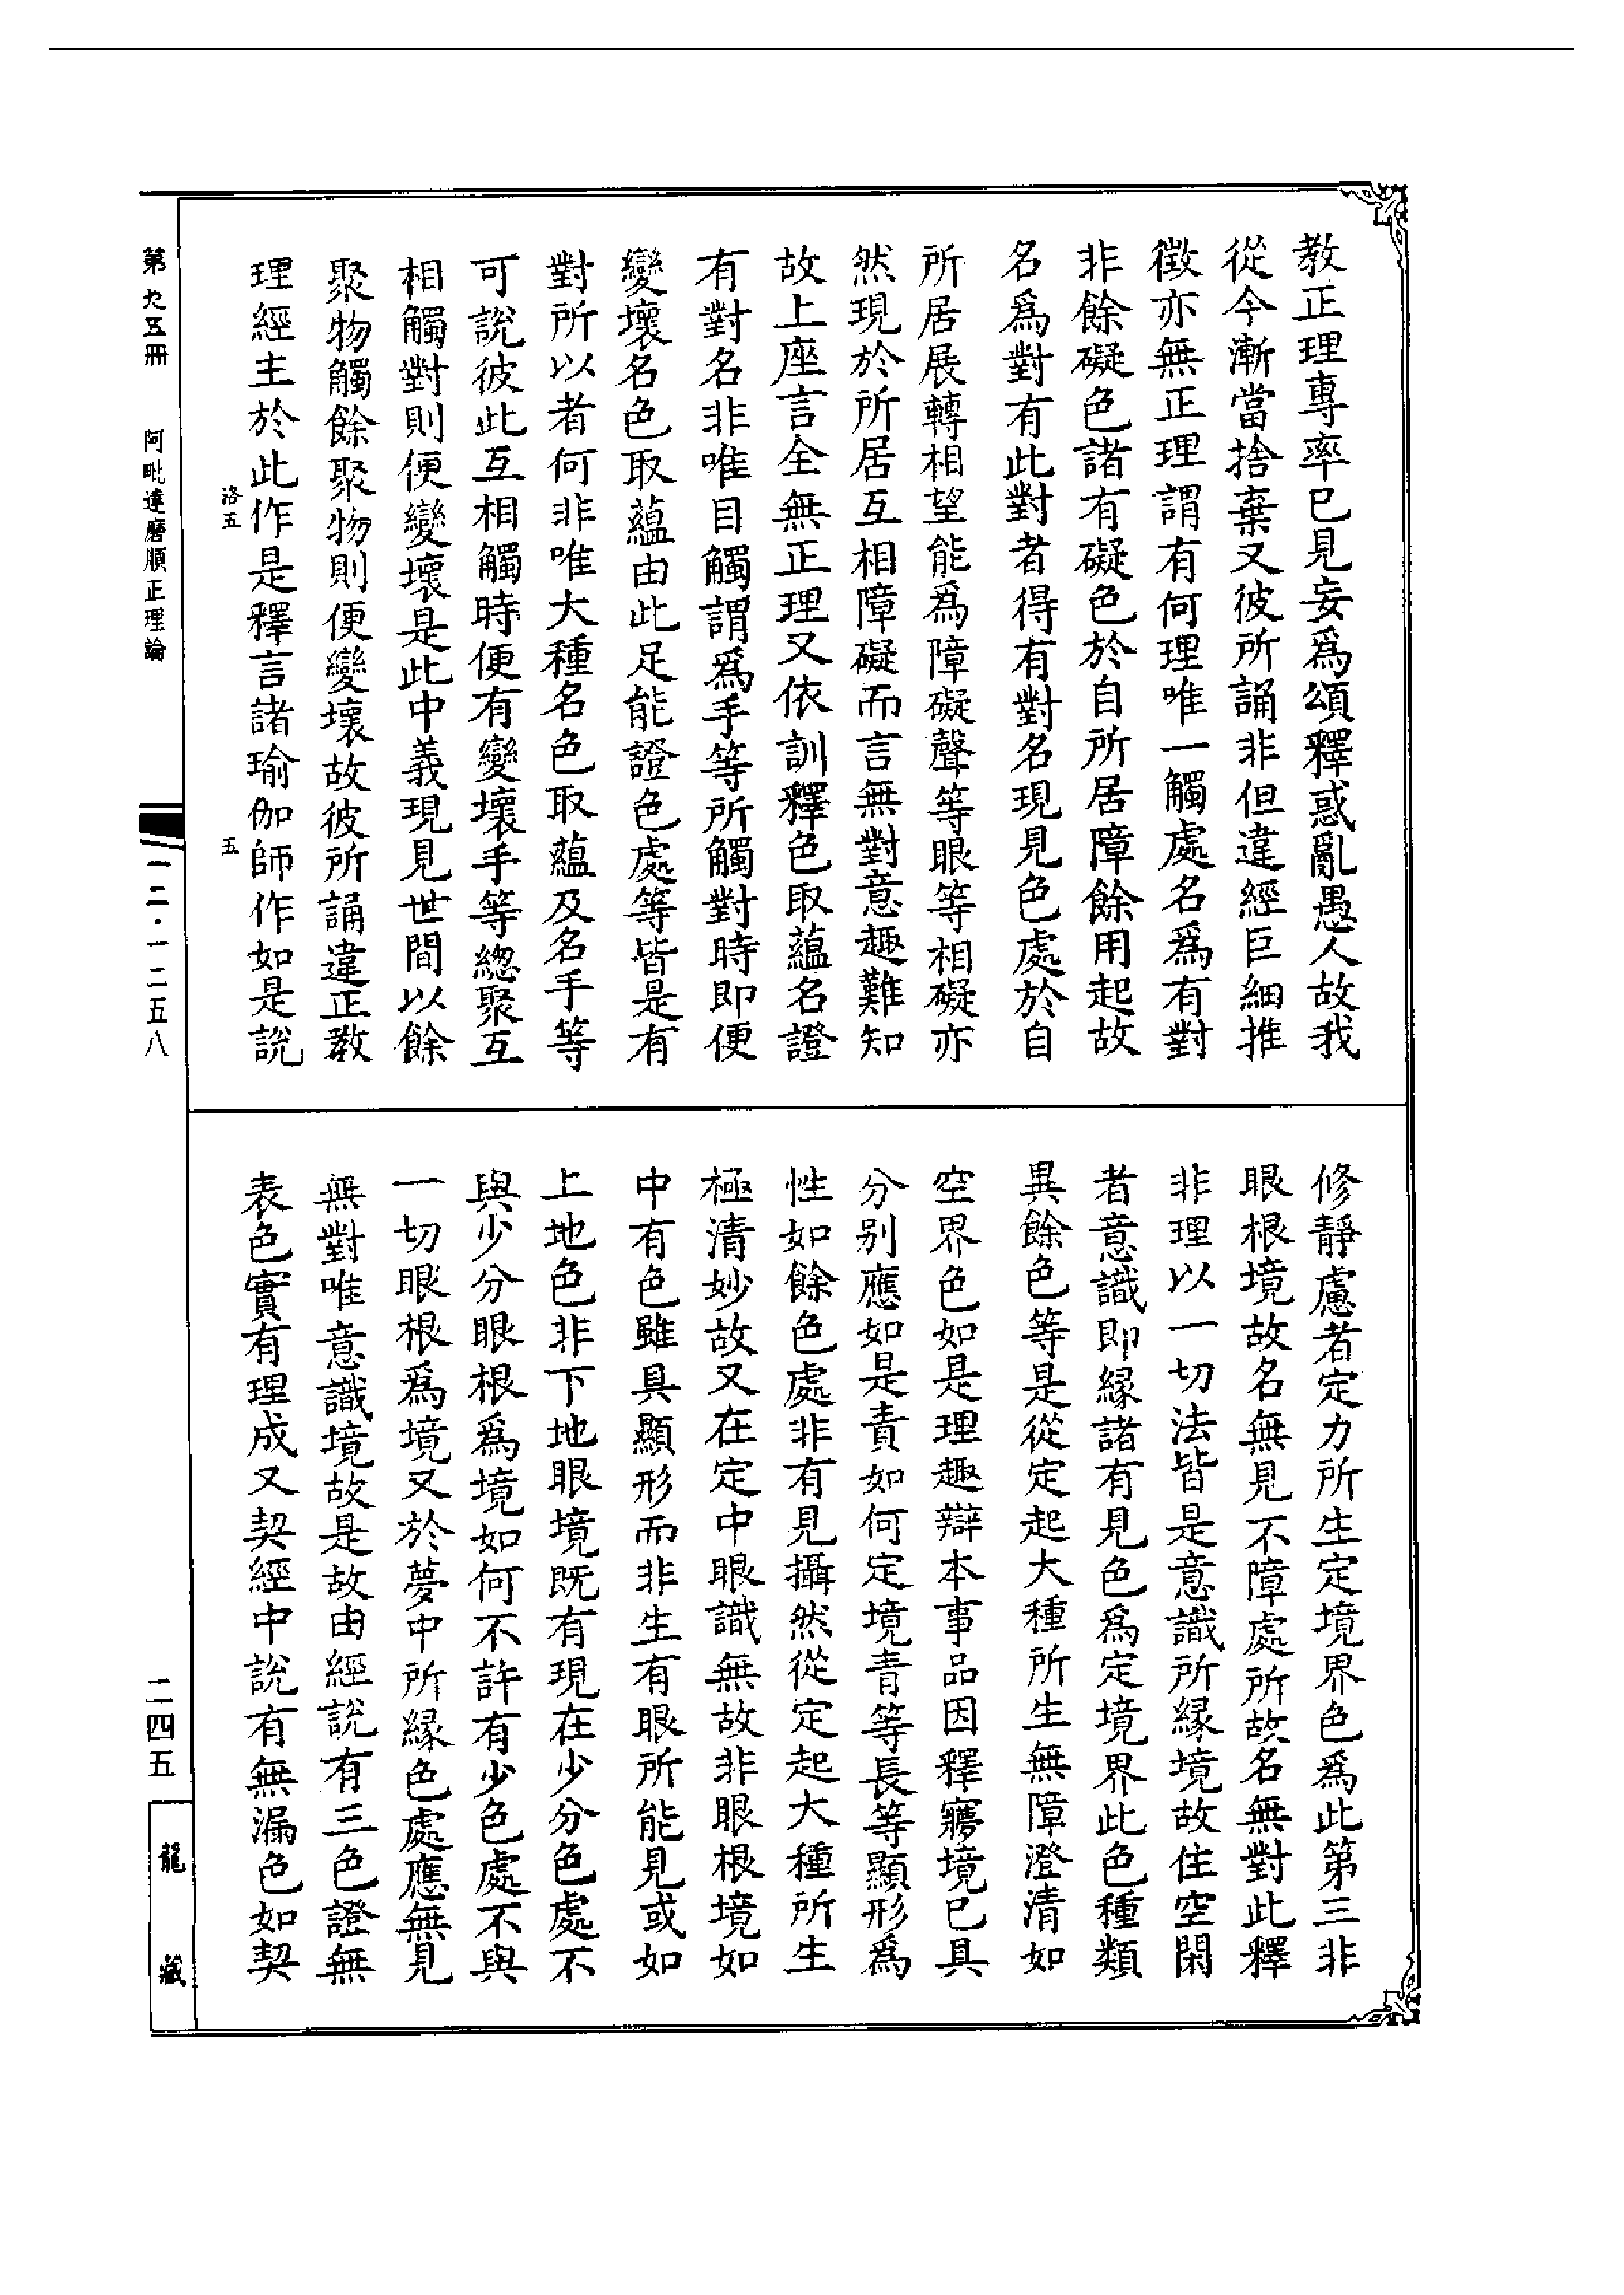 教正理專率已見妄爲頌釋惑亂愚人故我
從今漸當捨棄又彼所誦非但違經巨細推
徵亦無正理謂有何理唯一觸處名爲有對
非餘礙色諸有礙色於自所居障餘用起故
名爲對有此對者得有對名現見色處於自
所居展轉相望能爲障礙聲等眼等相礙亦
然現於所居互相障礙而言無對意趣難知
故上座言全無正理又依訓釋色取蘊名證
有對名非唯目觸謂爲手等所觸對時即便
變壞名色取蘊由此足能證色處等皆是有
對所以者何非唯大種名色取蘊及名手等
可說彼此互相觸時便有變壞手等緫聚互
相觸對則便變壞是此中義現見世間以餘
聚物觸餘聚物則便變壞故彼所誦違正教
理經主於此作是釋言諸瑜伽師作如是說
修靜慮者定力所生定境界色爲此第三非
眼根境故名無見不障處所故名無對此釋
非理以一切法皆是意識所緣境故住空閑
者意識即緣諸有見色爲定境界此色種類
異餘色等是從定起大種所生無障澄清如
空界色如是理趣辯本事品因釋寤境已具
分別應如是責如何定境青等長等顯形爲
性如餘色處非有見攝然從定起大種所生
極清妙故又在定中眼識無故非眼根境如
中有色雖具顯形而非生有眼所能見或如
上地色非下地眼境既有現在少分色處不
與少分眼根爲境如何不許有少色處不與
一切眼根爲境又於夢中所緣色處應無見
無對唯意識境故是故由經說有三色證無
表色實有理成又契經中說有無漏色如契
第九五冊
阿毗達磨順正理論
洛五
五
一二·一二五八
二四五
龍藏